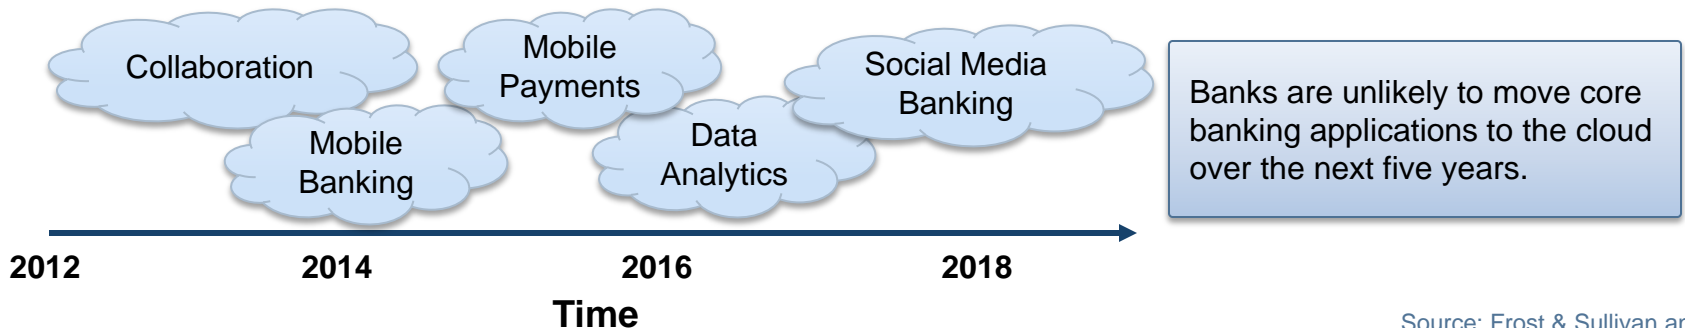 Collaboration
Mobile
Banking
Mobile
Payments
Data
Analytics
Social Media
Banking
Banks are unlikely to move core
banking applications to the cloud
over the next five years.
2012 2014 2016 2018
Time
Source: Frost & Sullivan